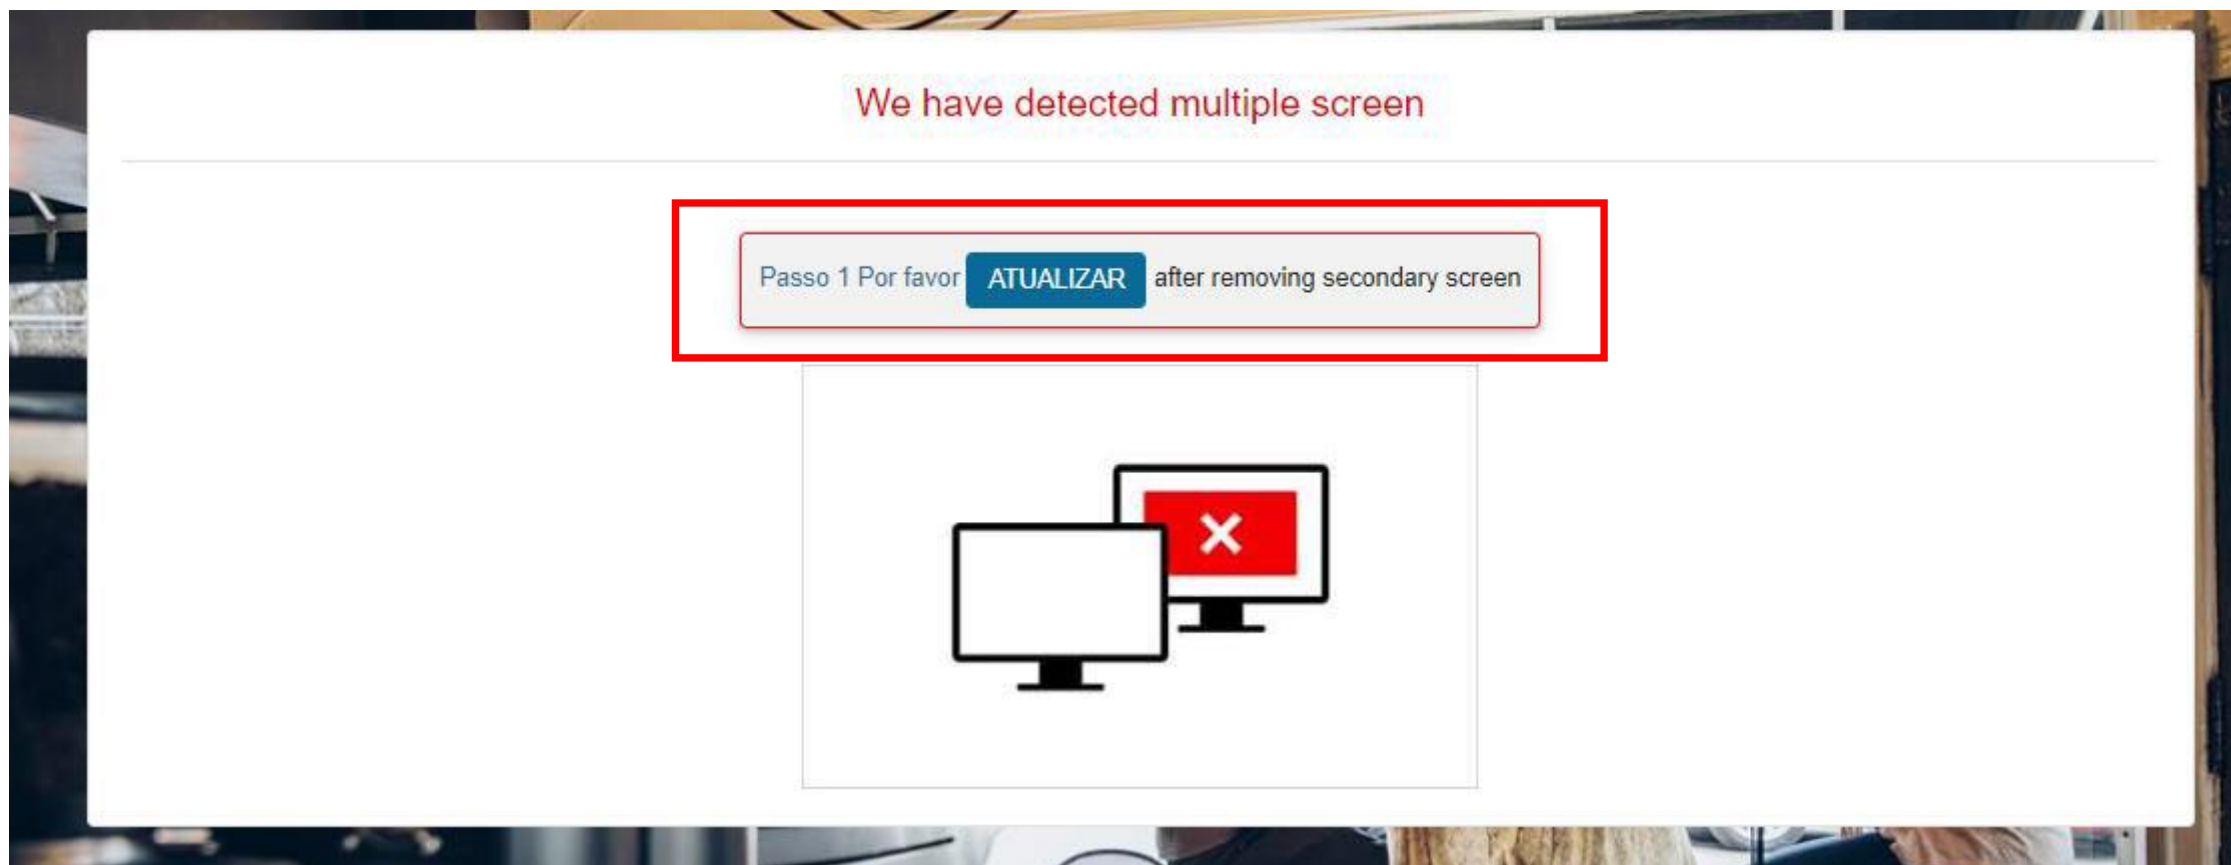 We have detected multiple screen
Passo 1 Por favor ATUALIZAR after removing secondary screen